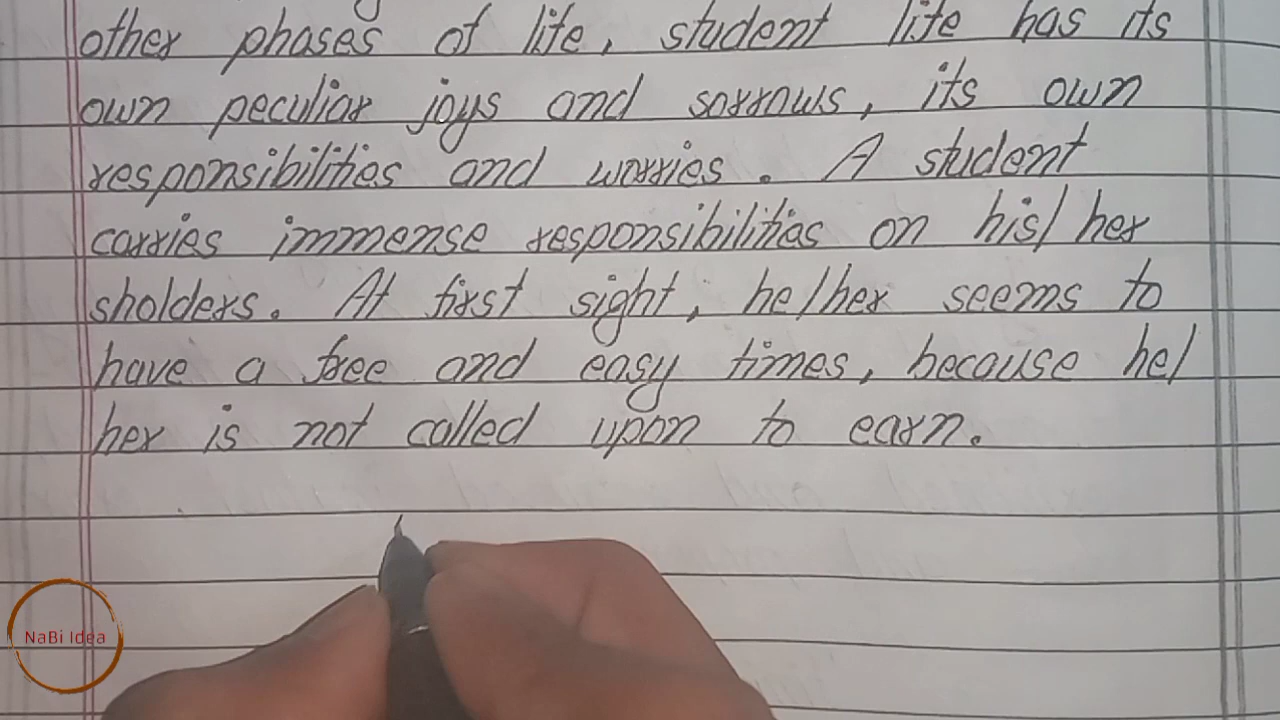 other phases of life, student life has its
own peculiar joys and sorrows, its own
responsibilities and worries. A student
carries immense responsibilities on his/her
sholders. At first sight, he/her seems to
have a free and easy times, because he/
her is not called upon to earn.
NaBi Idea